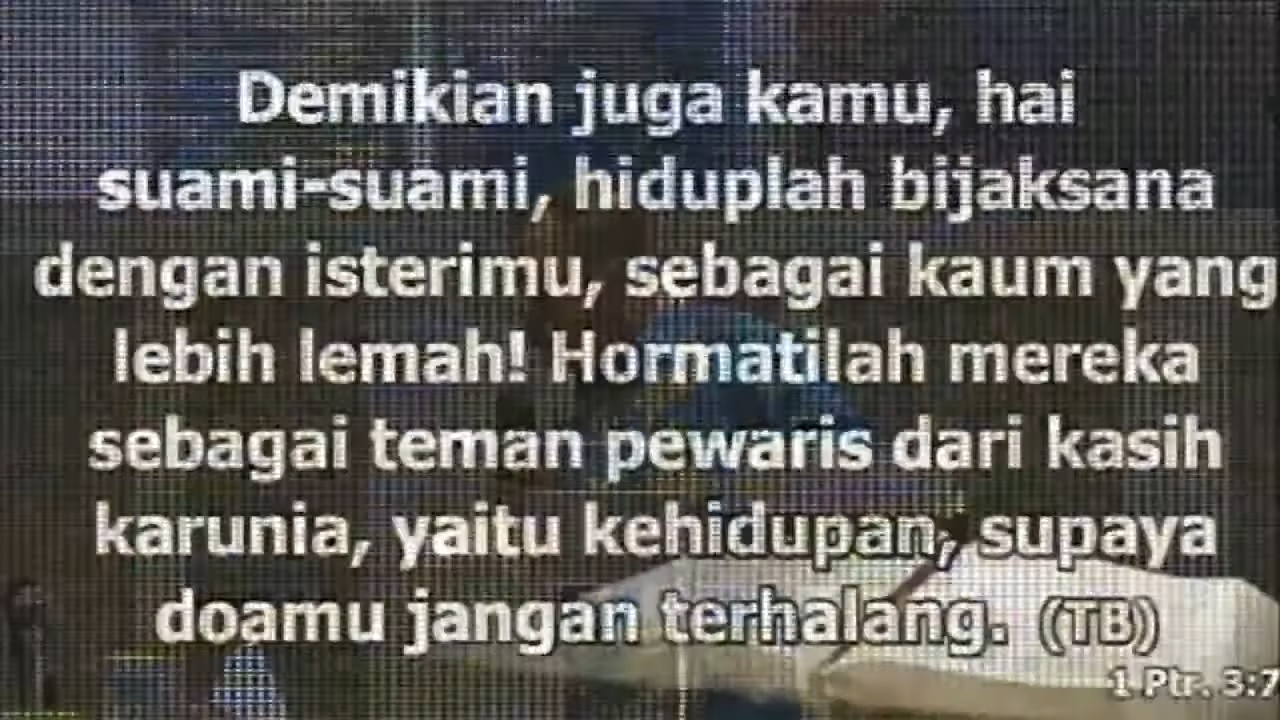 Demikian juga kamu, hai
suami-suami, hiduplah bijaksana
dengan isterimu, sebagai kaum yang
lebih lemah! Hormatilah mereka
sebagai teman pewaris dari kasih
karunia, yaitu kehidupan, supaya
doamu jangan terhalang. (TB)
1 Ptr. 3:7